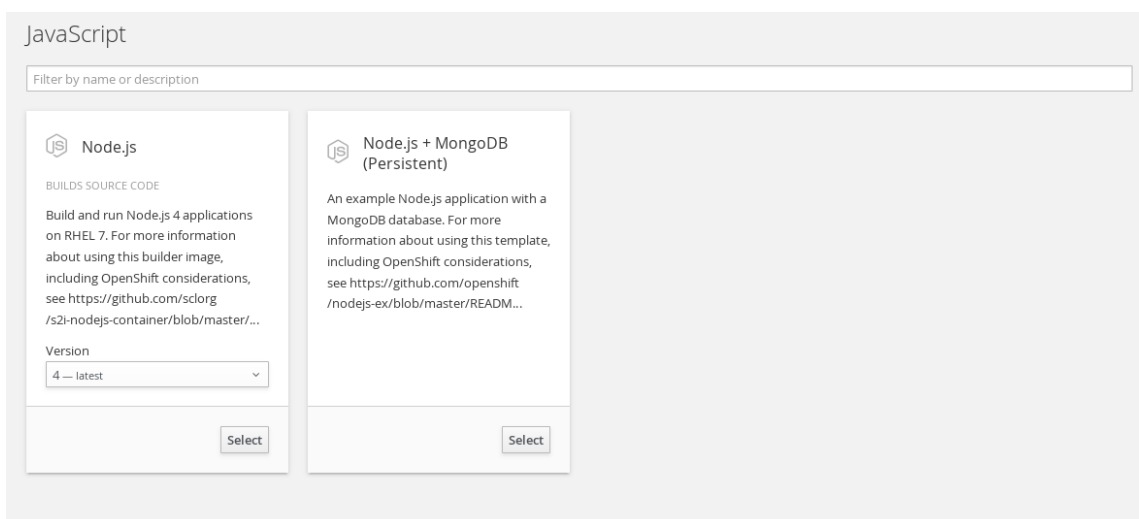 JavaScript
Filter by name or description
JS
Node.js
BUILDS SOURCE CODE
Build and run Node.js 4 applications
on RHEL 7. For more information
about using this builder image,
including OpenShift considerations,
see https://github.com/sclorg
/s2i-nodejs-container/blob/master/...
Version
4 — latest
Select
JS
Node.js + MongoDB
(Persistent)
An example Node.js application with a
MongoDB database. For more
information about using this template,
including OpenShift considerations,
see https://github.com/openshift
/nodejs-ex/blob/master/READM...
Select